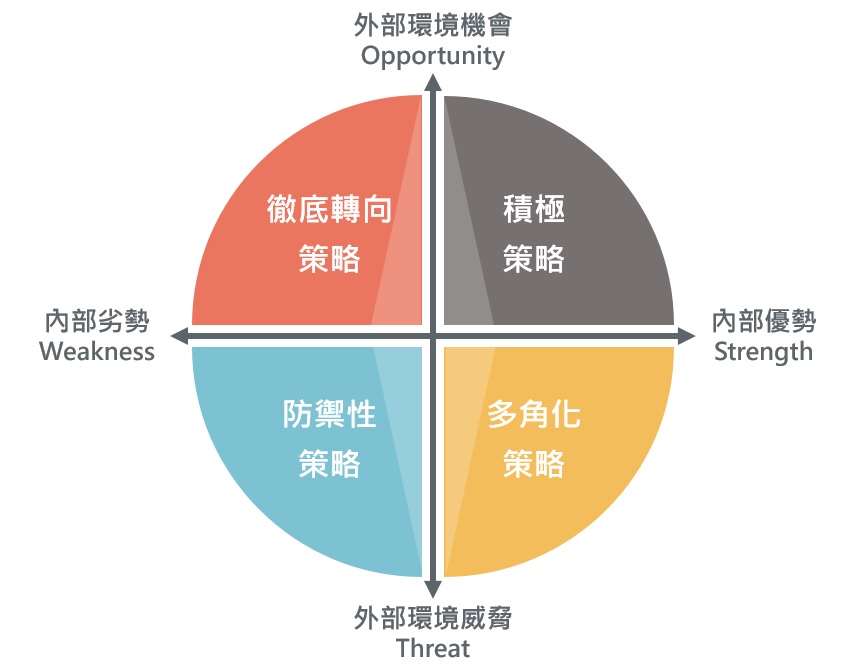 外部環境機會
Opportunity
徹底轉向
策略
積極
策略
內部劣勢
Weakness
內部優勢
Strength
防禦性
策略
多角化
策略
外部環境威脅
Threat